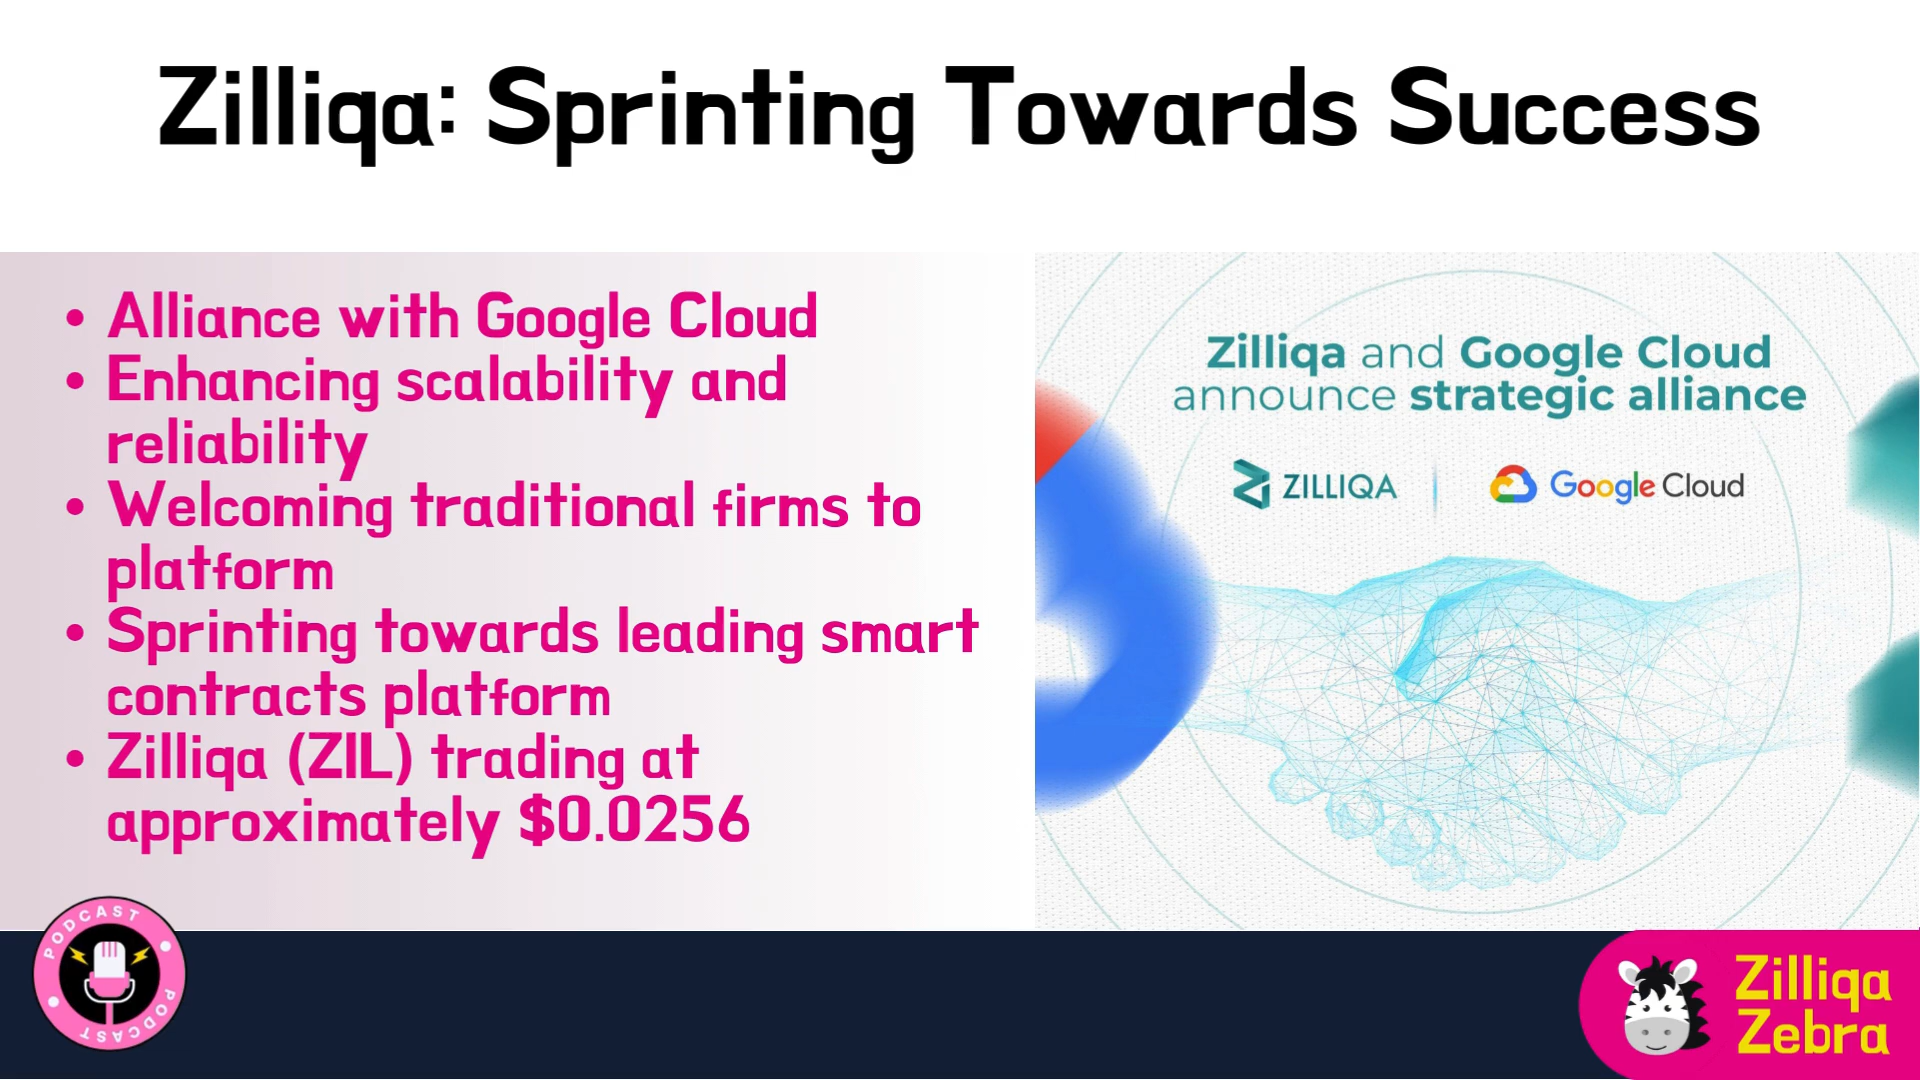 Zilliqa: Sprinting Towards Success
• Alliance with Google Cloud
• Enhancing scalability and
reliability
• Welcoming traditional firms to
platform
• Sprinting towards leading smart
contracts platform
• Zilliqa (ZIL) trading at
approximately $0.0256
Zilliqa and Google Cloud
announce strategic alliance
ZILLIQA
Google Cloud
PODCAST
PODCAST
Zilliqa
Zebra